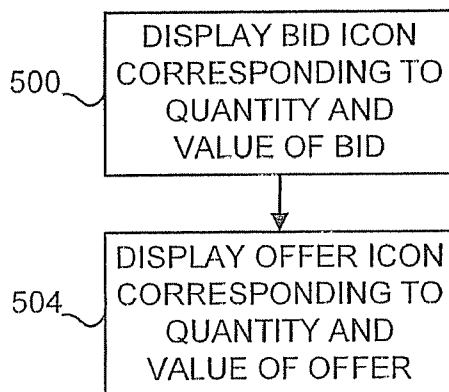 DISPLAY BID ICON
CORRESPONDING TO
QUANTITY AND
VALUE OF BID
500
DISPLAY OFFER ICON
CORRESPONDING TO
QUANTITY AND
VALUE OF OFFER
504